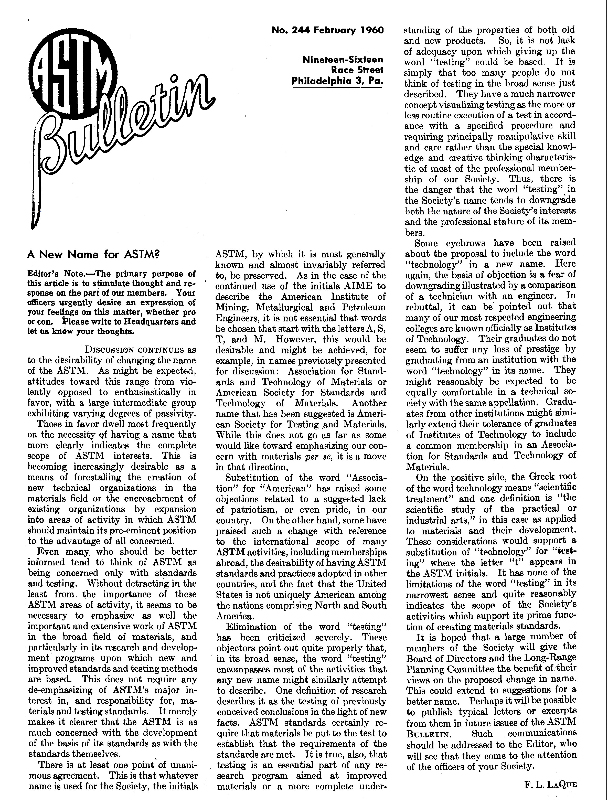 ASTM
Bulletin
No. 244 February 1960
Nineteen-Sixteen
Race Street
Philadelphia 3, Pa.
A New Name for ASTM?
Editor's Note.—The primary purpose of
this article is to stimulate thought and re-
sponse on the part of our members. Your
officers urgently desire an expression of
your feelings on this matter, whether pro
or con. Please write to Headquarters and
let us know your thoughts.
DISCUSSION CONTINUES as
to the desirability of changing the name
of the ASTM. As might be expected,
attitudes toward this range from vio-
lently opposed to enthusiastically in
favor, with a large intermediate group
exhibiting varying degrees of passivity.
Those in favor dwell most frequently
on the necessity of having a name that
more clearly indicates the complete
scope of ASTM interests. This is
becoming increasingly desirable as a
means of forestalling the creation of
new technical organizations in the
materials field or the encroachment of
existing organizations by expansion
into areas of activity in which ASTM
should maintain its pre-eminent position
to the advantage of all concerned.
Even many who should be better
informed tend to think of ASTM as
being concerned only with standards
and testing. Without detracting in the
least from the importance of these
ASTM areas of activity, it seems to be
necessary to emphasize as well the
important and extensive work of ASTM
in the broad field of materials, and
particularly in its research and develop-
ment programs upon which new and
improved standards and testing methods
are based. This does not require any
de-emphasizing of ASTM's major in-
terest in, and responsibility for, ma-
terials and testing standards. It merely
makes it clearer that the ASTM is as
much concerned with the development
of the basis of its standards as with the
standards themselves.
There is at least one point of unani-
mous agreement. This is that whatever
name is used for the Society, the initials
ASTM, by which it is most generally
known and almost invariably referred
to, be preserved. As in the case of the
continued use of the initials AIME to
describe the American Institute of
Mining, Metallurgical and Petroleum
Engineers, it is not essential that words
be chosen that start with the letters A, S,
T, and M. However, this would be
desirable and might be achieved, for
example, in names previously presented
for discussion: Association for Stand-
ards and Technology of Materials or
American Society for Standards and
Technology of Materials. Another
name that has been suggested is Ameri-
can Society for Testing and Materials.
While this does not go as far as some
would like toward emphasizing our con-
cern with materials per se, it is a move
in that direction.
Substitution of the word "Associa-
tion" for "American" has raised some
objections related to a suggested lack
of patriotism, or even pride, in our
country. On the other hand, some have
praised such a change with reference
to the international scope of many
ASTM activities, including memberships
abroad, the desirability of having ASTM
standards and practices adopted in other
countries, and the fact that the United
States is not uniquely American among
the nations comprising North and South
America.
Elimination of the word "testing"
has been criticized severely. These
objectors point out quite properly that,
in its broad sense, the word "testing"
encompasses most of the activities that
any new name might similarly attempt
to describe. One definition of research
describes it as the testing of previously
conceived conclusions in the light of new
facts. ASTM standards certainly re-
quire that materials be put to the test to
establish that the requirements of the
standards are met. It is true, also, that
testing is an essential part of any re-
search program aimed at improved
materials or a more complete under-
standing of the properties of both old
and new products. So, it is not lack
of adequacy upon which giving up the
word "testing" could be based. It is
simply that too many people do not
think of testing in the broad sense just
described. They have a much narrower
concept visualizing testing as the more or
less routine execution of a test in accord-
ance with a specified procedure and
requiring principally manipulative skill
and care rather than the special knowl-
edge and creative thinking characteris-
tic of most of the professional member-
ship of our Society. Thus, there is
the danger that the word "testing" in
the Society's name tends to downgrade
both the nature of the Society's interests
and the professional stature of its mem-
bers.
Some eyebrows have been raised
about the proposal to include the word
"technology" in a new name. Here
again, the basis of objection is a fear of
downgrading illustrated by a comparison
of a technician with an engineer. In
rebuttal, it can be pointed out that
many of our most respected engineering
colleges are known officially as Institutes
of Technology. Their graduates do not
seem to suffer any loss of prestige by
graduating from an institution with the
word "technology" in its name. They
might reasonably be expected to be
equally comfortable in a technical so-
ciety with the same appellation. Gradu-
ates from other institutions might simi-
larly extend their tolerance of graduates
of Institutes of Technology to include
a common membership in an Associa-
tion for Standards and Technology of
Materials.
On the positive side, the Greek root
of the word technology means "scientific
treatment" and one definition is "the
scientific study of the practical or
industrial arts," in this case as applied
to materials and their development.
These considerations would support a
substitution of "technology" for "test-
ing" where the letter "t" appears in
the ASTM initials. It has none of the
limitations of the word "testing" in its
narrowest sense and quite reasonably
indicates the scope of the Society's
activities which support its prime func-
tion of creating materials standards.
It is hoped that a large number of
members of the Society will give the
Board of Directors and the Long-Range
Planning Committee the benefit of their
views on the proposed change in name.
This could extend to suggestions for a
better name. Perhaps it will be possible
to publish typical letters or excerpts
from them in future issues of the ASTM
BULLETIN. Such communications
should be addressed to the Editor, who
will see that they come to the attention
of the officers of your Society.
F. L. LAQUE